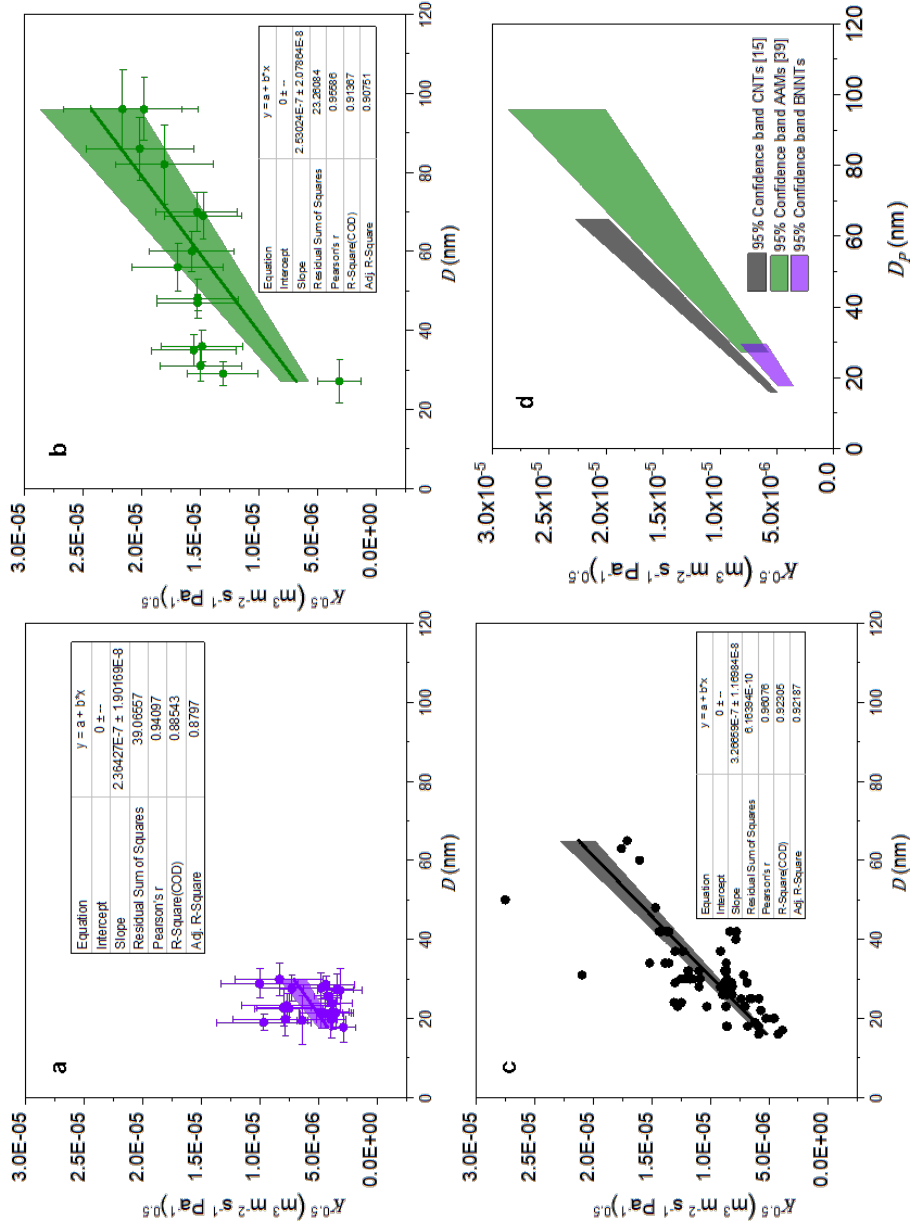 a
3.0E-05
2.5E-05
2.0E-05
1.5E-05
1.0E-05
5.0E-06
0.0E+00
K^0.5 (m^3 m^-2 s^-1 Pa^-1)^0.5
0 20 40 60 80 100 120
D (nm)
Equation y = a + b*x
Intercept 0 ± --
Slope 2.36427E-7 ± 1.90169E-8
Residual Sum of Squares 39.06557
Pearson's r 0.94097
R-Square(COD) 0.88543
Adj. R-Square 0.8797
b
3.0E-05
2.5E-05
2.0E-05
1.5E-05
1.0E-05
5.0E-06
0.0E+00
K^0.5 (m^3 m^-2 s^-1 Pa^-1)^0.5
0 20 40 60 80 100 120
D (nm)
Equation y = a + b*x
Intercept 0 ± --
Slope 2.53024E-7 ± 2.07864E-8
Residual Sum of Squares 23.26084
Pearson's r 0.95586
R-Square(COD) 0.91367
Adj. R-Square 0.90751
c
3.0E-05
2.5E-05
2.0E-05
1.5E-05
1.0E-05
5.0E-06
0.0E+00
K^0.5 (m^3 m^-2 s^-1 Pa^-1)^0.5
0 20 40 60 80 100 120
D (nm)
Equation y = a + b*x
Intercept 0 ± --
Slope 3.26659E-7 ± 1.16984E-8
Residual Sum of Squares 6.16394E-10
Pearson's r 0.96076
R-Square(COD) 0.92305
Adj. R-Square 0.92187
d
3.0x10^-5
2.5x10^-5
2.0x10^-5
1.5x10^-5
1.0x10^-5
5.0x10^-6
0.0
K^0.5 (m^3 m^-2 s^-1 Pa^-1)^0.5
0 20 40 60 80 100 120
D_P (nm)
95% Confidence band CNTs [15]
95% Confidence band AAMs [39]
95% Confidence band BNNTs